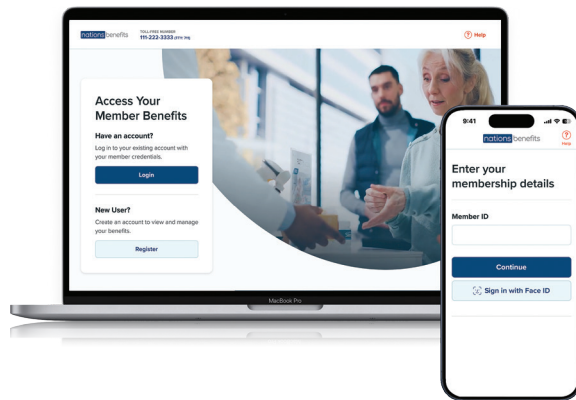 nations benefits
TOLL-FREE NUMBER
111-222-3333 (TTY: 711)
Help
Access Your
Member Benefits
Have an account?
Log in to your existing account with
your member credentials.
Login
New User?
Create an account to view and manage
your benefits.
Register
MacBook Pro
9:41
nations benefits
Help
Enter your
membership details
Member ID
Continue
Sign in with Face ID